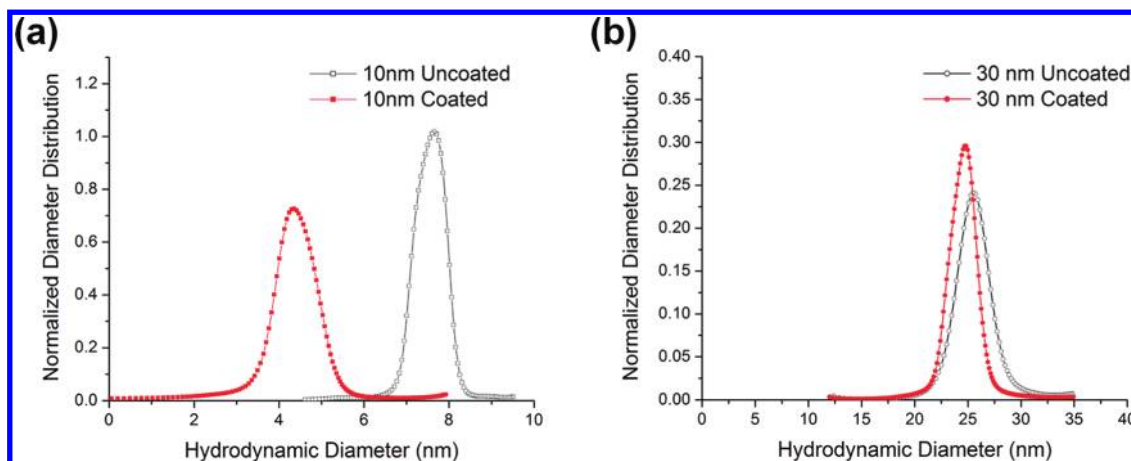 (a)
Normalized Diameter Distribution
1.2
1.0
0.8
0.6
0.4
0.2
0.0
10nm Uncoated
10nm Coated
0 2 4 6 8 10
Hydrodynamic Diameter (nm)
(b)
Normalized Diameter Distribution
0.40
0.35
0.30
0.25
0.20
0.15
0.10
0.05
0.00
30 nm Uncoated
30 nm Coated
0 5 10 15 20 25 30 35 40
Hydrodynamic Diameter (nm)